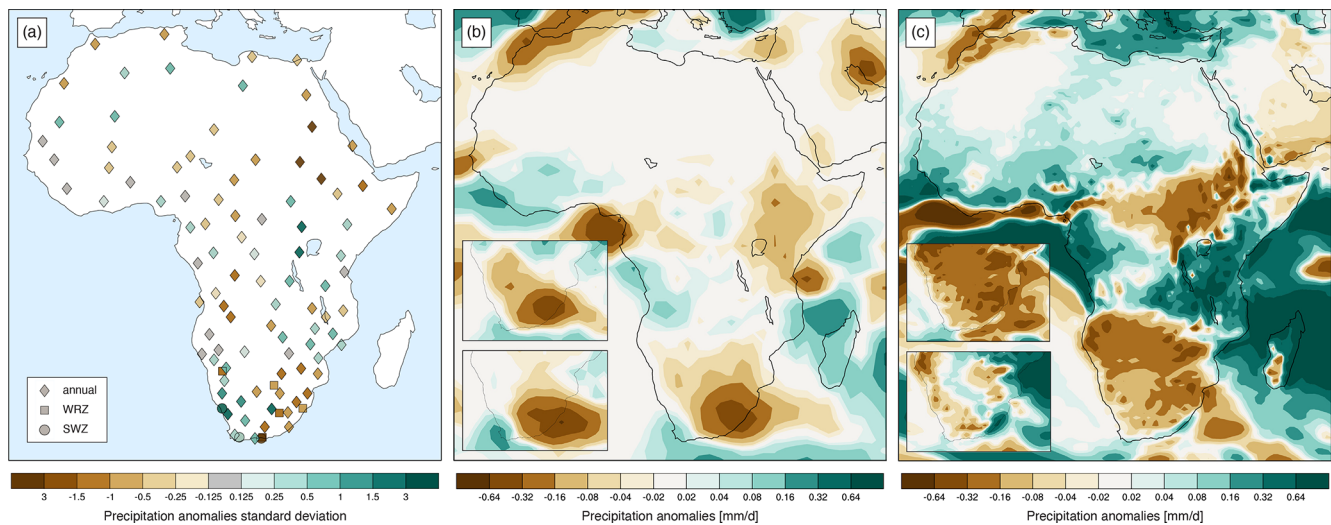 (a)
annual
WRZ
SWZ
3 -1.5 -1 -0.5 -0.25 -0.125 0.125 0.25 0.5 1 1.5 3
Precipitation anomalies standard deviation
(b)
-0.64 -0.32 -0.16 -0.08 -0.04 -0.02 0.02 0.04 0.08 0.16 0.32 0.64
Precipitation anomalies [mm/d]
(c)
-0.64 -0.32 -0.16 -0.08 -0.04 -0.02 0.02 0.04 0.08 0.16 0.32 0.64
Precipitation anomalies [mm/d]